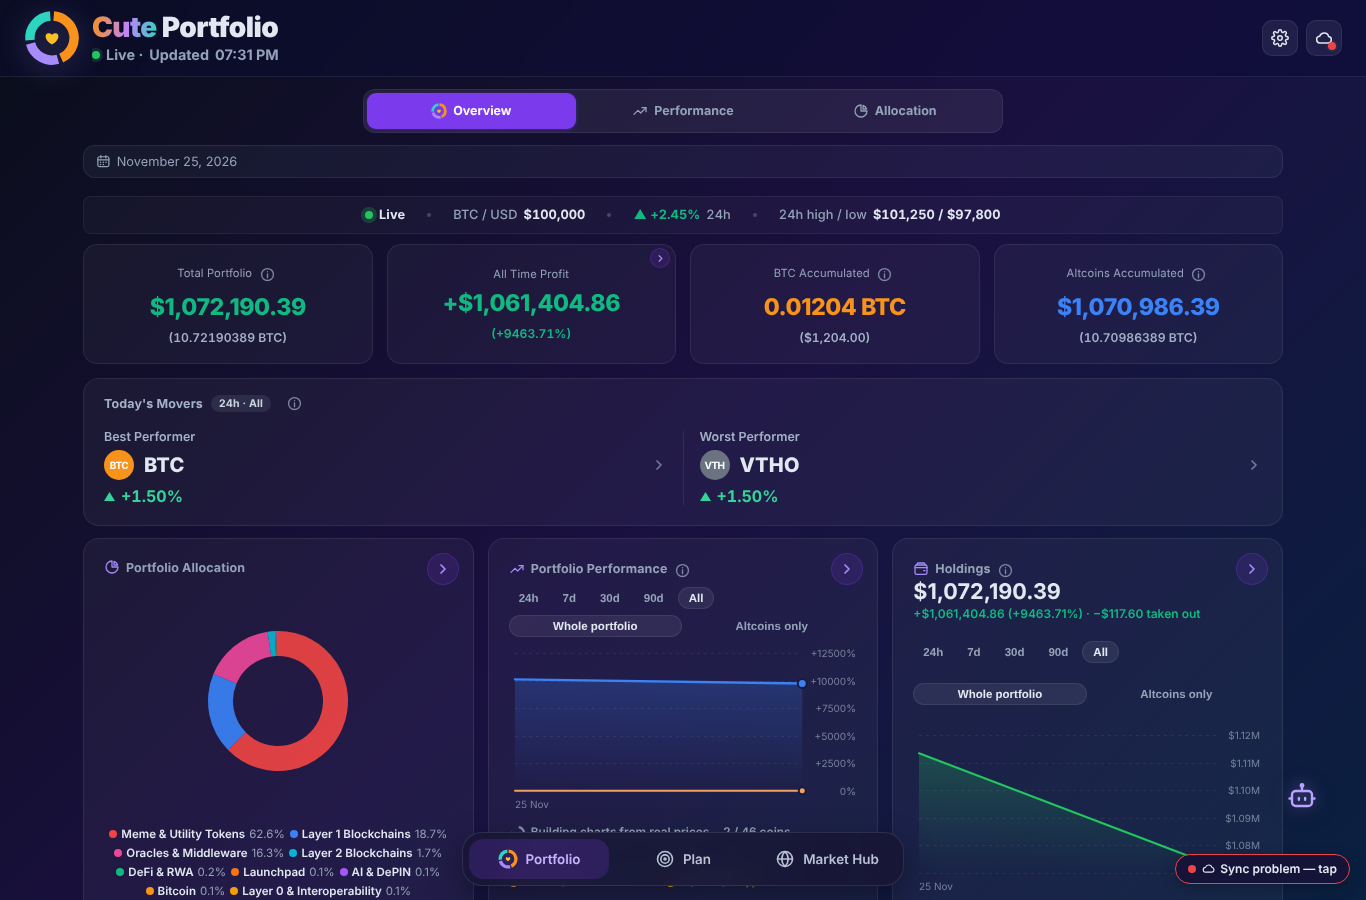 Cute Portfolio
Live · Updated 07:31 PM
Overview
Performance
Allocation
November 25, 2026
Live • BTC / USD $100,000 • ▲ +2.45% 24h • 24h high / low $101,250 / $97,800
Total Portfolio
$1,072,190.39
(10.72190389 BTC)
All Time Profit
+$1,061,404.86
(+9463.71%)
BTC Accumulated
0.01204 BTC
($1,204.00)
Altcoins Accumulated
$1,070,986.39
(10.70986389 BTC)
Today's Movers 24h · All
Best Performer
BTC BTC
▲ +1.50%
Worst Performer
VTH VTHO
▲ +1.50%
Portfolio Allocation
Meme & Utility Tokens 62.6% Layer 1 Blockchains 18.7%
Oracles & Middleware 16.3% Layer 2 Blockchains 1.7%
DeFi & RWA 0.2% Launchpad 0.1% AI & DePIN 0.1%
Bitcoin 0.1% Layer 0 & Interoperability 0.1%
Portfolio Performance
24h 7d 30d 90d All
Whole portfolio Altcoins only
+12500%
+10000%
+7500%
+5000%
+2500%
0%
25 Nov
Building charts from real prices… 2 / 46 coins
Holdings
$1,072,190.39
+$1,061,404.86 (+9463.71%) · −$117.60 taken out
24h 7d 30d 90d All
Whole portfolio Altcoins only
$1.12M
$1.11M
$1.10M
$1.09M
$1.08M
25 Nov
Portfolio
Plan
Market Hub
Sync problem — tap